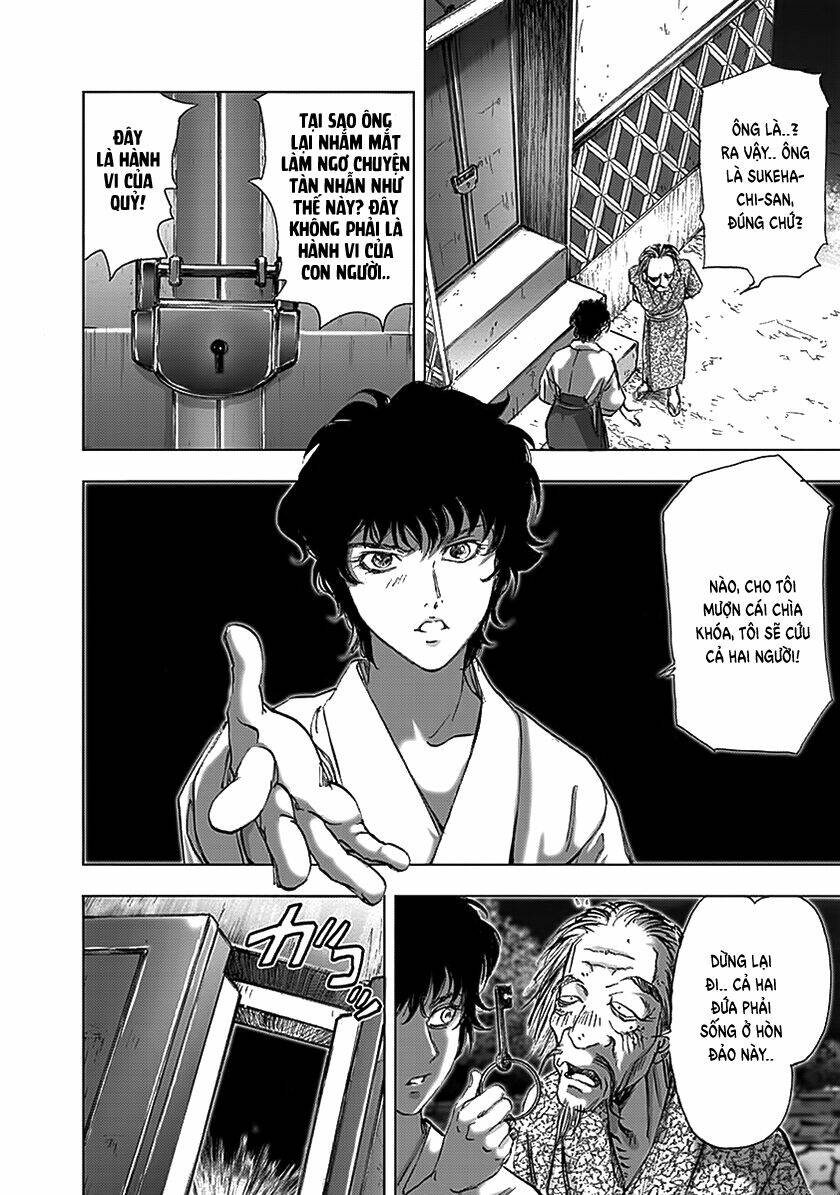 ÔNG LÀ..?
RA VẬY.. ÔNG
LÀ SUKEHA-
CHI-SAN,
ĐÚNG CHỨ?
TẠI SAO ÔNG
LẠI NHẮM MẮT
LÀM NGƠ CHUYỆN
TÀN NHẪN NHƯ
THẾ NÀY? ĐÂY
KHÔNG PHẢI LÀ
HÀNH VI CỦA
CON NGƯỜI..
ĐÂY
LÀ HÀNH
VI CỦA
QUỶ!
NÀO, CHO TÔI
MƯỢN CÁI CHÌA
KHÓA, TÔI SẼ CỨU
CẢ HAI NGƯỜI!
DỪNG LẠI
ĐI.. CẢ HAI
ĐỨA PHẢI
SỐNG Ở HÒN
ĐẢO NÀY..
ガラッ